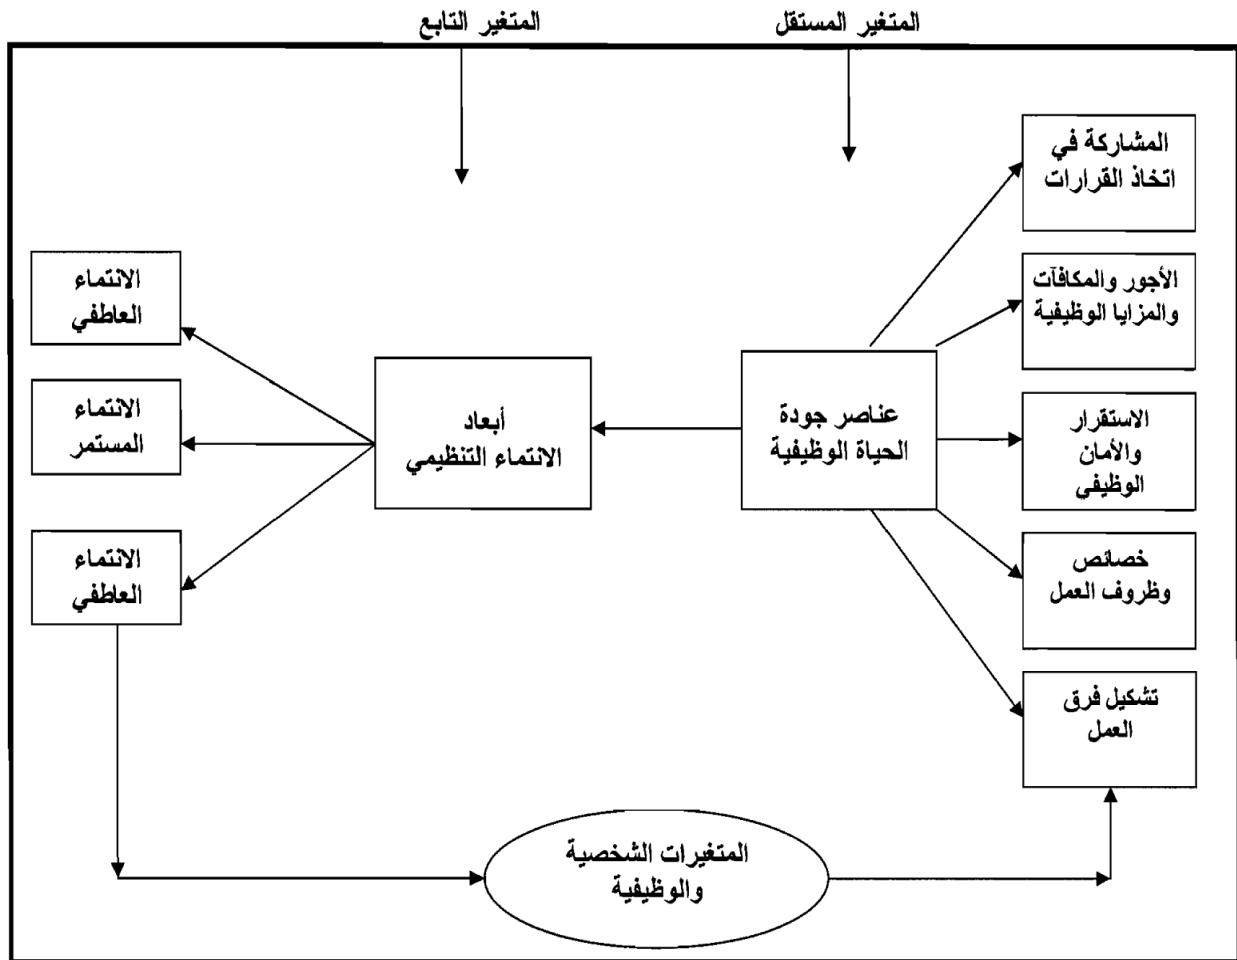 المتغير المستقل
المتغير التابع
المشاركة في
اتخاذ القرارات
الأجور والمكافآت
والمزايا الوظيفية
الاستقرار
والأمان
الوظيفي
خصائص
وظروف العمل
تشكيل فرق
العمل
عناصر جودة
الحياة الوظيفية
أبعاد
الانتماء التنظيمي
الانتماء
العاطفي
الانتماء
المستمر
الانتماء
العاطفي
المتغيرات الشخصية
والوظيفية